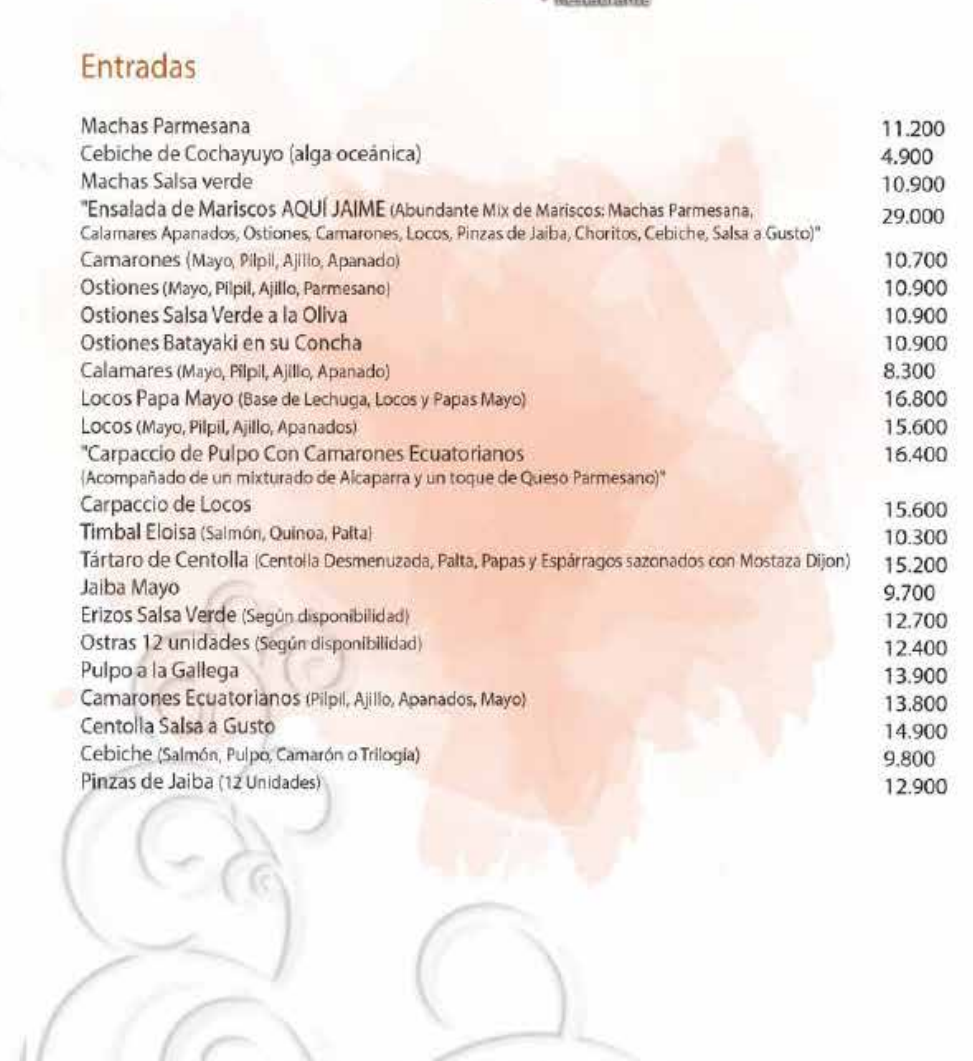 Entradas
Machas Parmesana 11.200
Cebiche de Cochayuyo (alga oceánica) 4.900
Machas Salsa verde 10.900
"Ensalada de Mariscos AQUÍ JAIME (Abundante Mix de Mariscos: Machas Parmesana, 29.000
Calamares Apanados, Ostiones, Camarones, Locos, Pinzas de Jaiba, Choritos, Cebiche, Salsa a Gusto)"
Camarones (Mayo, Pilpil, Ajillo, Apanado) 10.700
Ostiones (Mayo, Pilpil, Ajillo, Parmesano) 10.900
Ostiones Salsa Verde a la Oliva 10.900
Ostiones Batayaki en su Concha 10.900
Calamares (Mayo, Pilpil, Ajillo, Apanado) 8.300
Locos Papa Mayo (Base de Lechuga, Locos y Papas Mayo) 16.800
Locos (Mayo, Pilpil, Ajillo, Apanados) 15.600
"Carpaccio de Pulpo Con Camarones Ecuatorianos 16.400
(Acompañado de un mixturado de Alcaparra y un toque de Queso Parmesano)"
Carpaccio de Locos 15.600
Timbal Eloisa (Salmón, Quinoa, Palta) 10.300
Tártaro de Centolla (Centolla Desmenuzada, Palta, Papas y Espárragos sazonados con Mostaza Dijon) 15.200
Jaiba Mayo 9.700
Erizos Salsa Verde (Según disponibilidad) 12.700
Ostras 12 unidades (Según disponibilidad) 12.400
Pulpo a la Gallega 13.900
Camarones Ecuatorianos (Pilpil, Ajillo, Apanados, Mayo) 13.800
Centolla Salsa a Gusto 14.900
Cebiche (Salmón, Pulpo, Camarón o Trilogía) 9.800
Pinzas de Jaiba (12 Unidades) 12.900